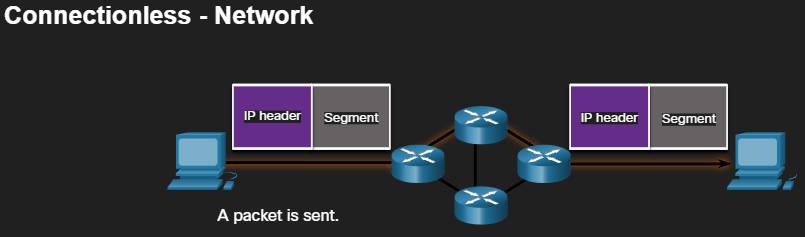 Connectionless - Network
IP header
Segment
IP header
Segment
A packet is sent.